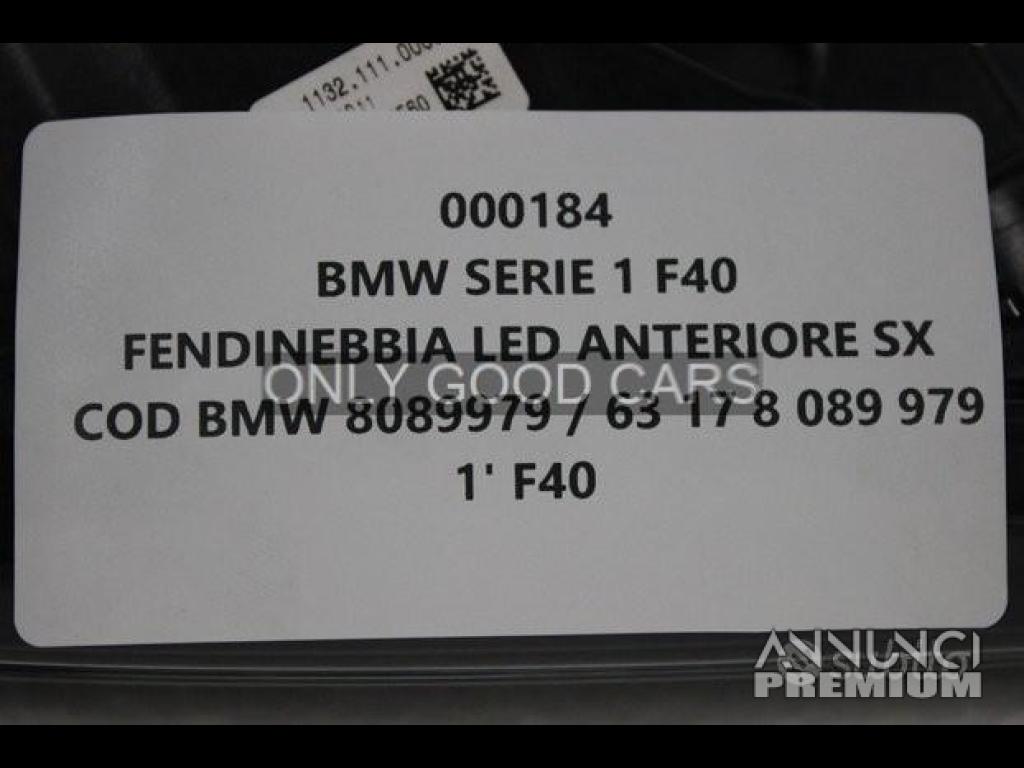 1132.111.000
000184
BMW SERIE 1 F40
FENDINEBBIA LED ANTERIORE SX
ONLY GOOD CARS
COD BMW 8089979 / 63 17 8 089 979
1' F40
ANNUNCI
PREMIUM